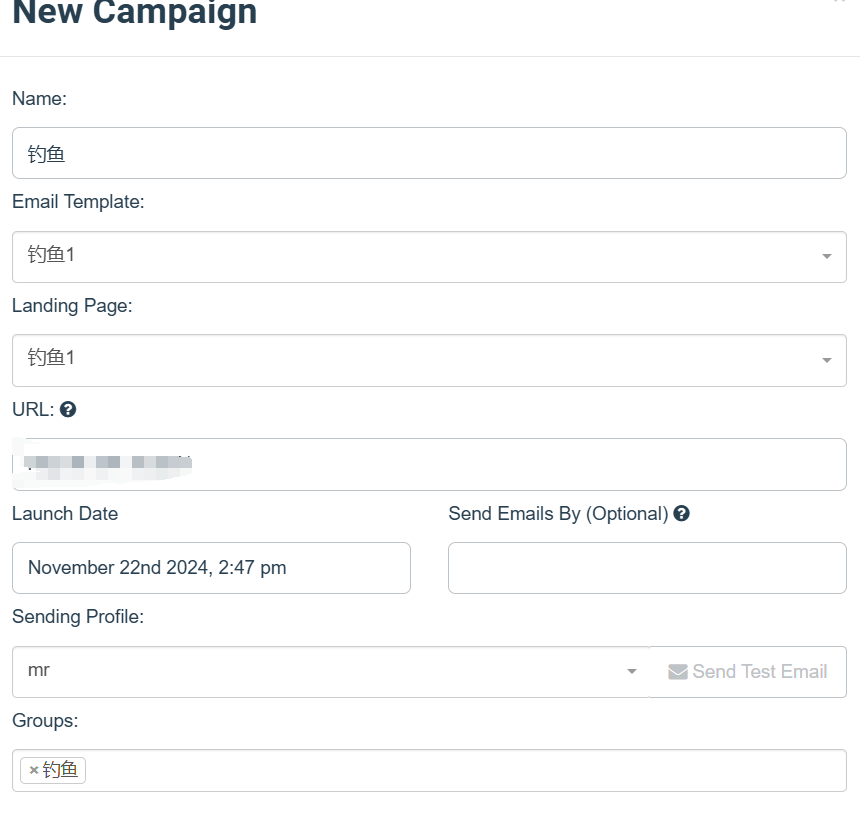 New Campaign
Name:
钓鱼
Email Template:
钓鱼1
Landing Page:
钓鱼1
URL:
Launch Date
Send Emails By (Optional)
November 22nd 2024, 2:47 pm
Sending Profile:
mr
Send Test Email
Groups:
× 钓鱼